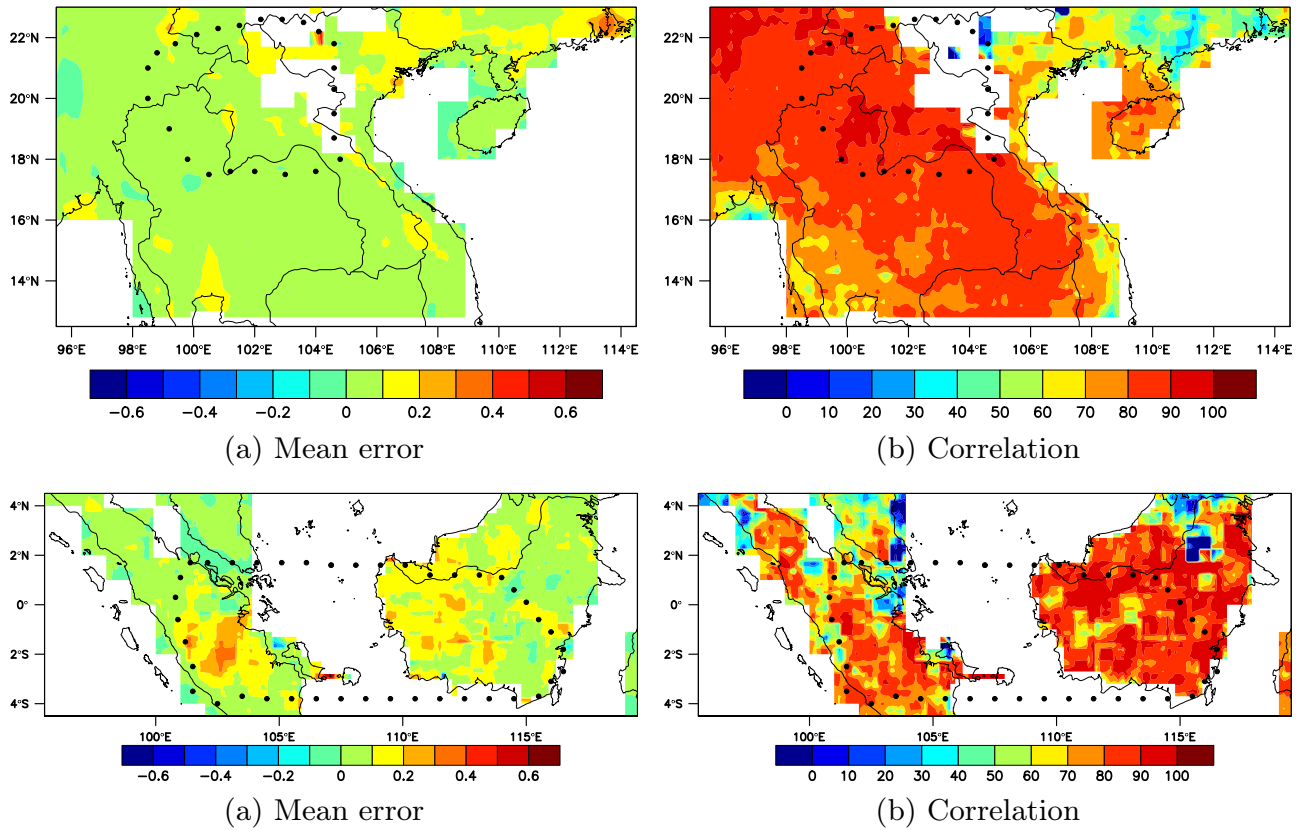 22°N
20°N
18°N
16°N
14°N
96°E 98°E 100°E 102°E 104°E 106°E 108°E 110°E 112°E 114°E
−0.6 −0.4 −0.2 0 0.2 0.4 0.6
(a) Mean error
22°N
20°N
18°N
16°N
14°N
96°E 98°E 100°E 102°E 104°E 106°E 108°E 110°E 112°E 114°E
0 10 20 30 40 50 60 70 80 90 100
(b) Correlation
4°N
2°N
0°
2°S
4°S
100°E 105°E 110°E 115°E
−0.6 −0.4 −0.2 0 0.2 0.4 0.6
(a) Mean error
4°N
2°N
0°
2°S
4°S
100°E 105°E 110°E 115°E
0 10 20 30 40 50 60 70 80 90 100
(b) Correlation